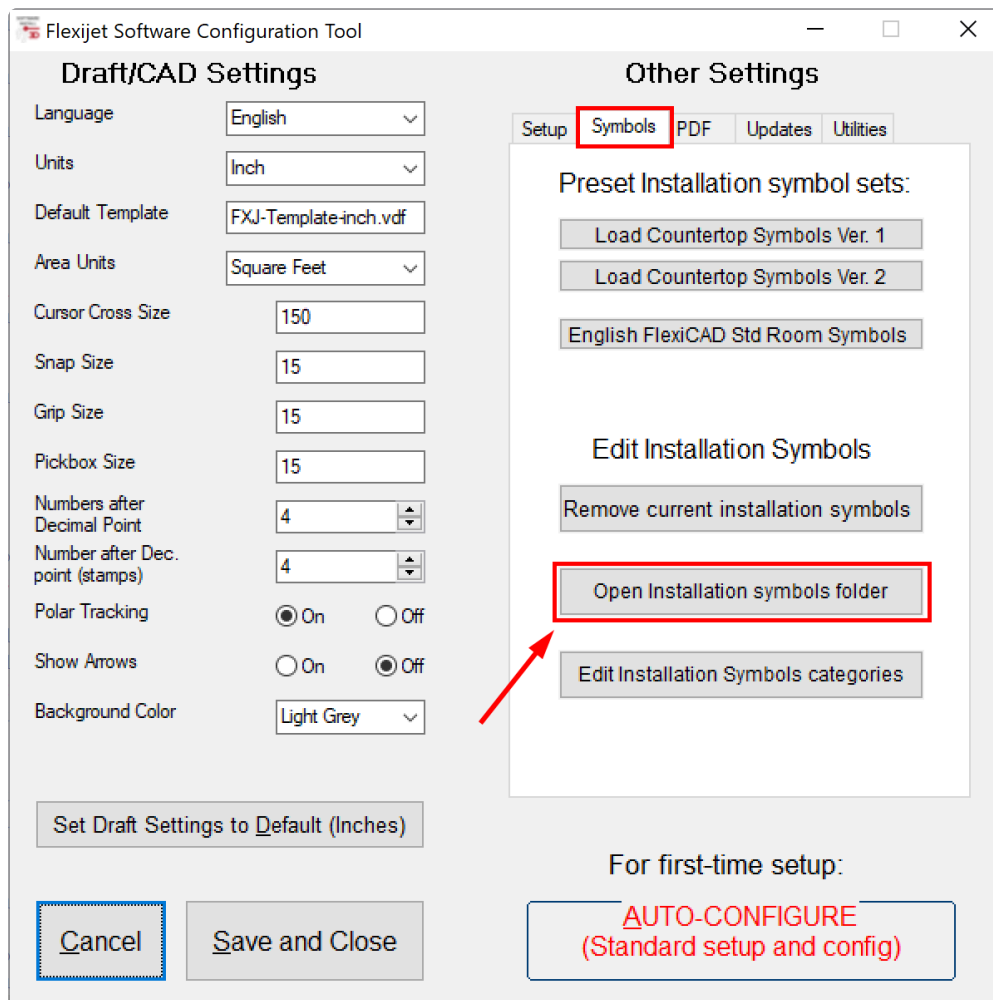 Flexijet Software Configuration Tool
Draft/CAD Settings
Language
English
Units
Inch
Default Template
FXJ-Template-inch.vdf
Area Units
Square Feet
Cursor Cross Size
150
Snap Size
15
Grip Size
15
Pickbox Size
15
Numbers after
Decimal Point
4
Number after Dec.
point (stamps)
4
Polar Tracking
On
Off
Show Arrows
On
Off
Background Color
Light Grey
Set Draft Settings to Default (Inches)
Cancel
Save and Close
Other Settings
Setup
Symbols
PDF
Updates
Utilities
Preset Installation symbol sets:
Load Countertop Symbols Ver. 1
Load Countertop Symbols Ver. 2
English FlexiCAD Std Room Symbols
Edit Installation Symbols
Remove current installation symbols
Open Installation symbols folder
Edit Installation Symbols categories
For first-time setup:
AUTO-CONFIGURE
(Standard setup and config)